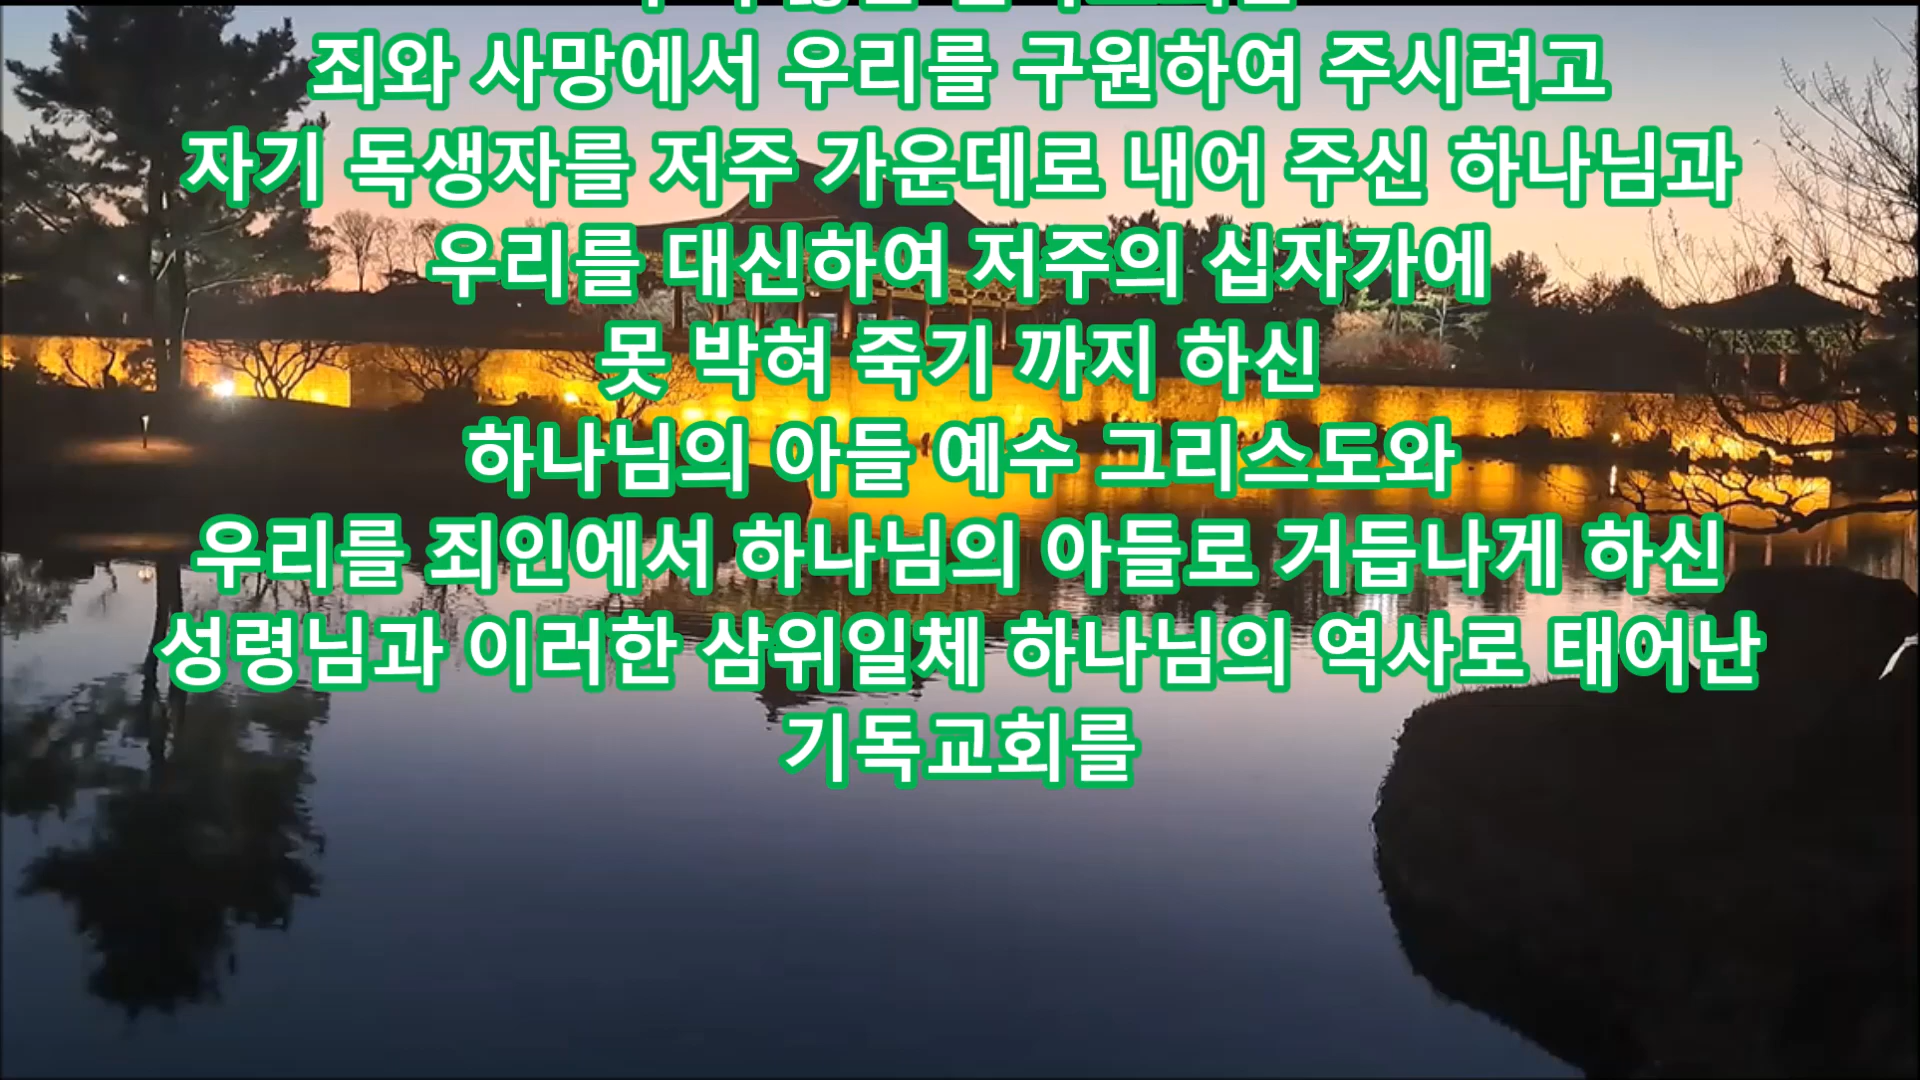 죄와 사망에서 우리를 구원하여 주시려고
자기 독생자를 저주 가운데로 내어 주신 하나님과
우리를 대신하여 저주의 십자가에
못 박혀 죽기 까지 하신
하나님의 아들 예수 그리스도와
우리를 죄인에서 하나님의 아들로 거듭나게 하신
성령님과 이러한 삼위일체 하나님의 역사로 태어난
기독교회를